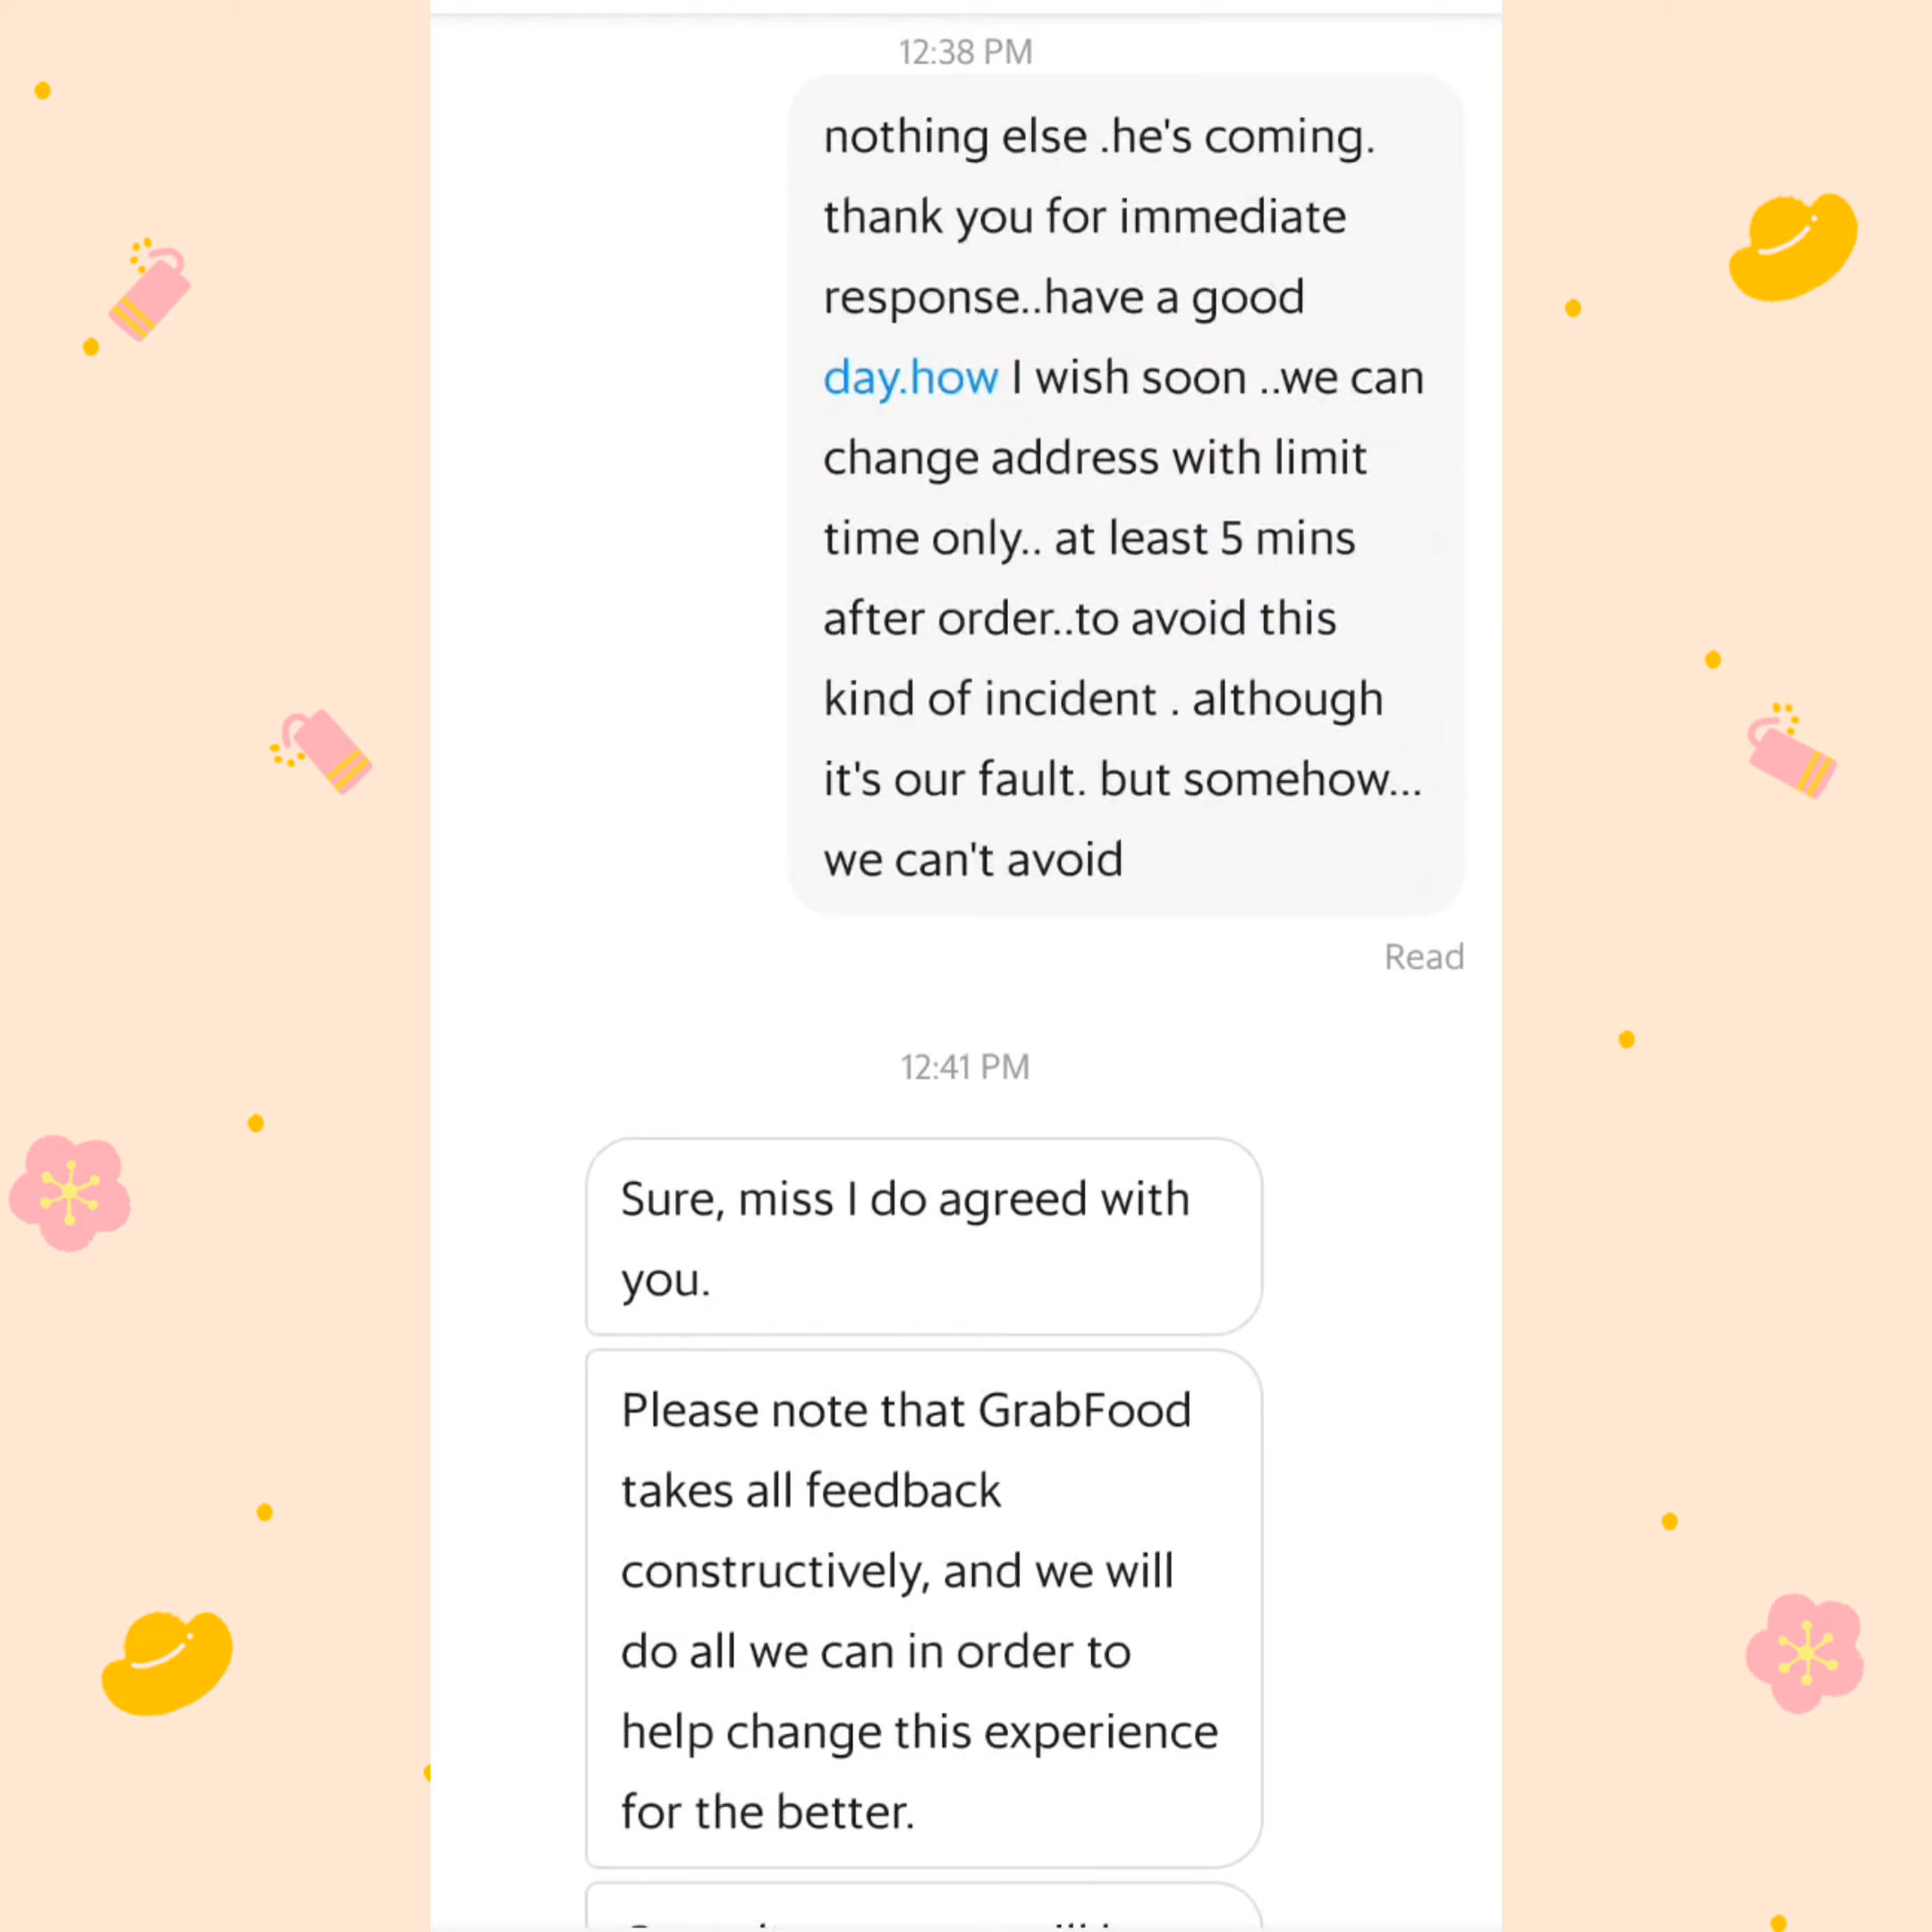 12:38 PM
nothing else .he's coming.
thank you for immediate
response..have a good
day.how I wish soon ..we can
change address with limit
time only.. at least 5 mins
after order..to avoid this
kind of incident . although
it's our fault. but somehow...
we can't avoid
Read
12:41 PM
Sure, miss I do agreed with
you.
Please note that GrabFood
takes all feedback
constructively, and we will
do all we can in order to
help change this experience
for the better.